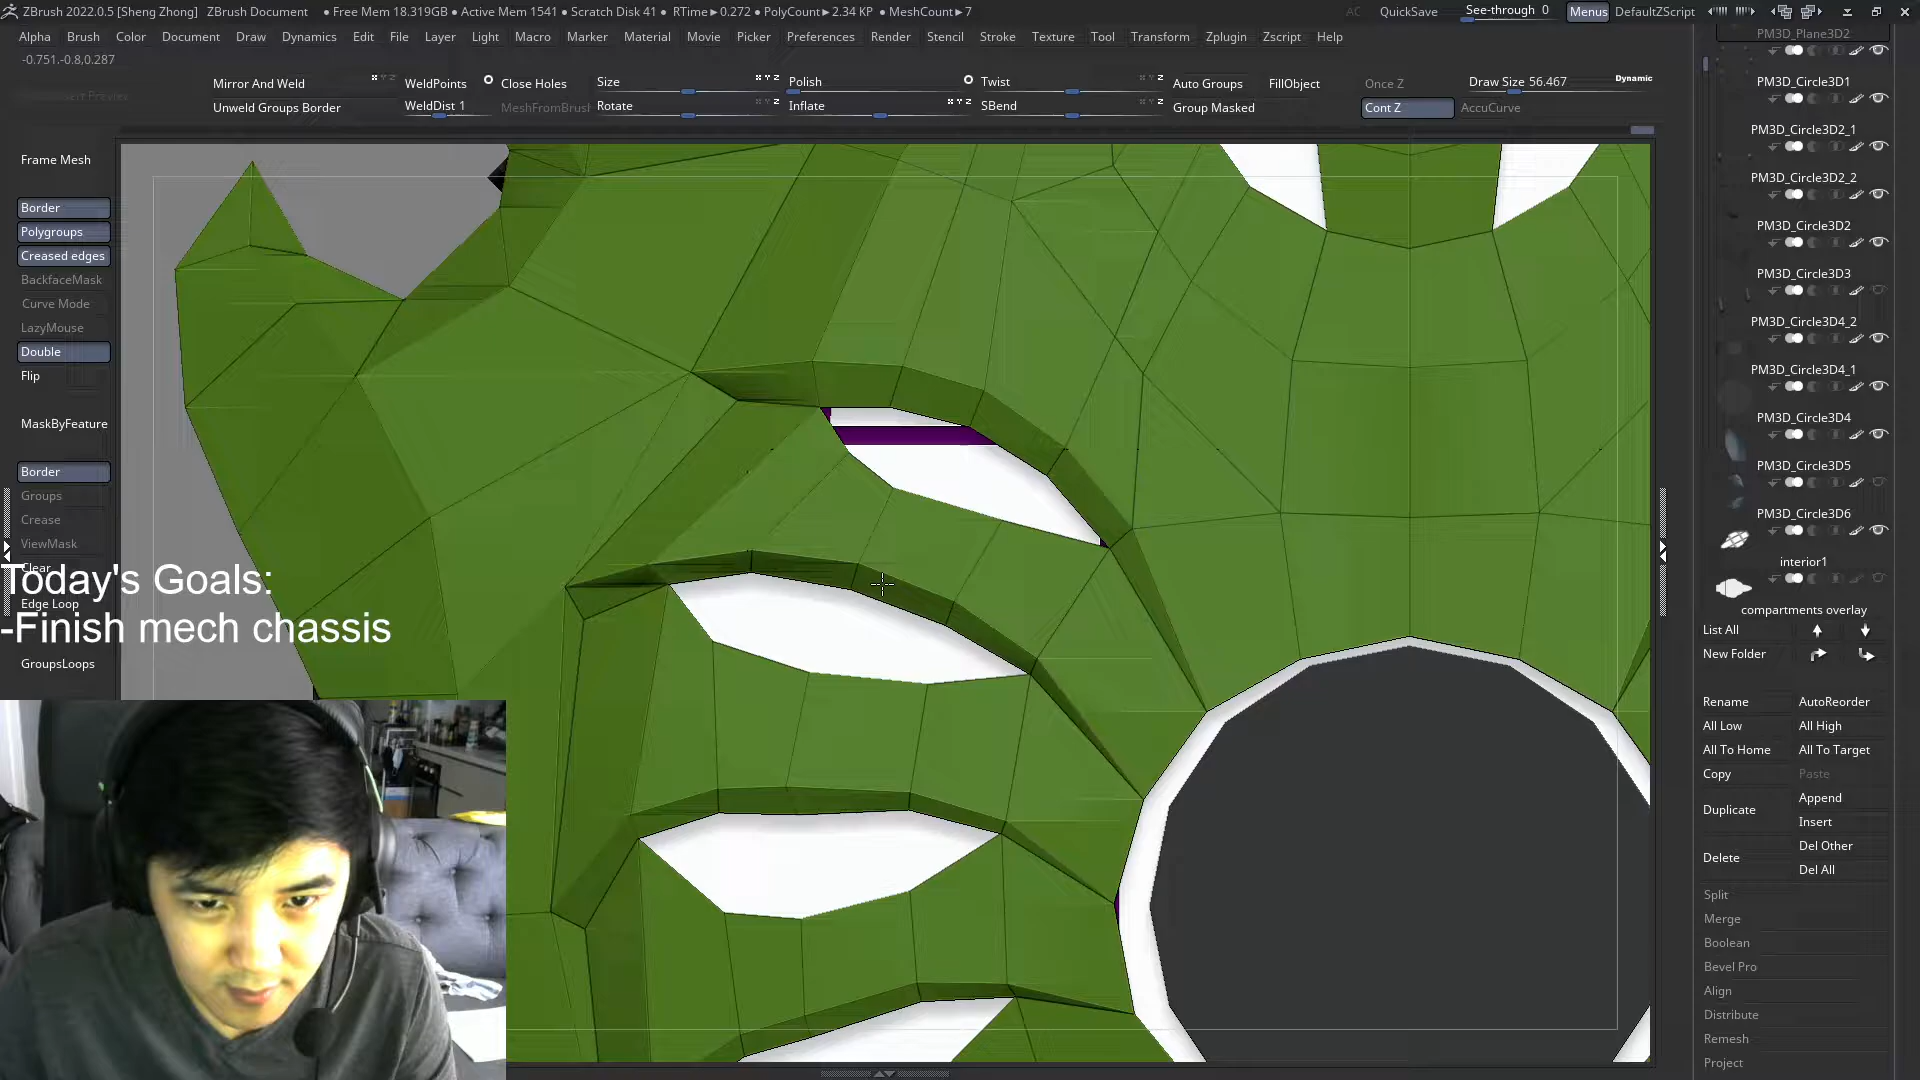 ZBrush 2022.0.5 [Sheng Zhong] ZBrush Document • Free Mem 18.319GB • Active Mem 1541 • Scratch Disk 41 • RTime►0.272 • PolyCount►2.34 KP • MeshCount►7 AC QuickSave See-through 0 Menus DefaultZScript
Alpha Brush Color Document Draw Dynamics Edit File Layer Light Macro Marker Material Movie Picker Preferences Render Stencil Stroke Texture Tool Transform Zplugin Zscript Help
-0.751,-0.8,0.287
Mirror And Weld WeldPoints Close Holes Size Polish Twist Auto Groups FillObject Once Z Draw Size 56.467 Dynamic
Unweld Groups Border WeldDist 1 MeshFromBrush Rotate Inflate SBend Group Masked Cont Z AccuCurve
Frame Mesh
Border
Polygroups
Creased edges
BackfaceMask
Curve Mode
LazyMouse
Double
Flip
MaskByFeature
Border
Groups
Crease
ViewMask
Clear
Edge Loop
GroupsLoops
Today's Goals:
-Finish mech chassis
PM3D_Plane3D2
PM3D_Circle3D1
PM3D_Circle3D2_1
PM3D_Circle3D2_2
PM3D_Circle3D2
PM3D_Circle3D3
PM3D_Circle3D4_2
PM3D_Circle3D4_1
PM3D_Circle3D4
PM3D_Circle3D5
PM3D_Circle3D6
interior1
compartments overlay
List All
New Folder
Rename AutoReorder
All Low All High
All To Home All To Target
Copy Paste
Duplicate Append
Insert
Delete Del Other
Del All
Split
Merge
Boolean
Bevel Pro
Align
Distribute
Remesh
Project